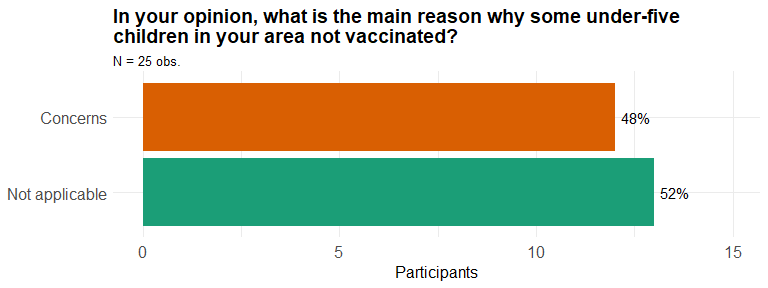 In your opinion, what is the main reason why some under-five
children in your area not vaccinated?
N = 25 obs.
Concerns
48%
Not applicable
52%
0
5
10
15
Participants